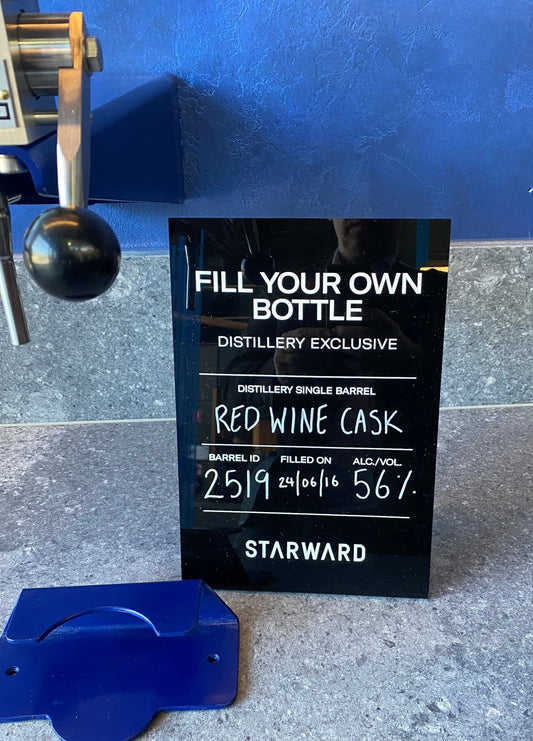 FILL YOUR OWN
BOTTLE
DISTILLERY EXCLUSIVE
DISTILLERY SINGLE BARREL
RED WINE CASK
BARREL ID FILLED ON ALC./VOL.
2519 24/06/16 56%
STARWARD